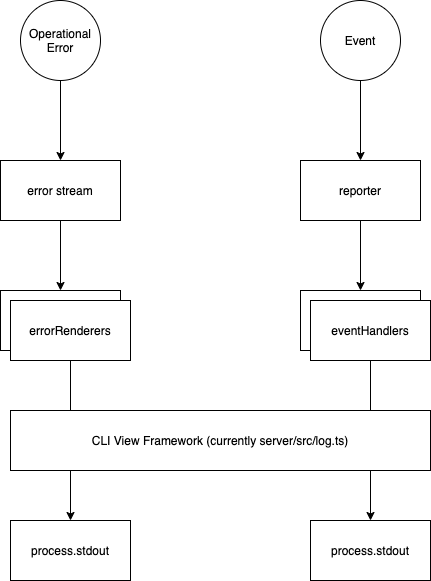 Operational
Error
Event
error stream
reporter
errorRenderers
eventHandlers
CLI View Framework (currently server/src/log.ts)
process.stdout
process.stdout